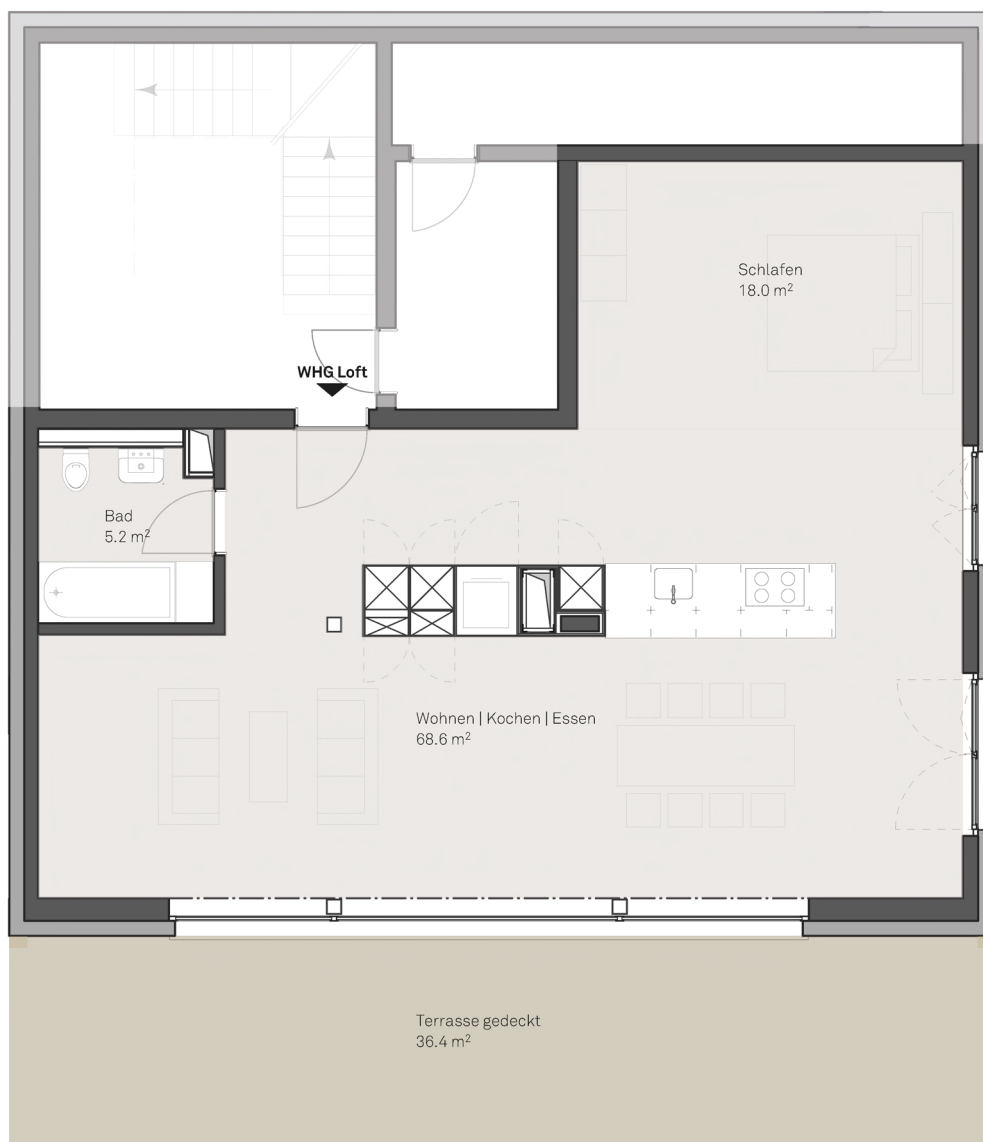 Schlafen
18.0 m²
WHG Loft
Bad
5.2 m²
Wohnen | Kochen | Essen
68.6 m²
Terrasse gedeckt
36.4 m²